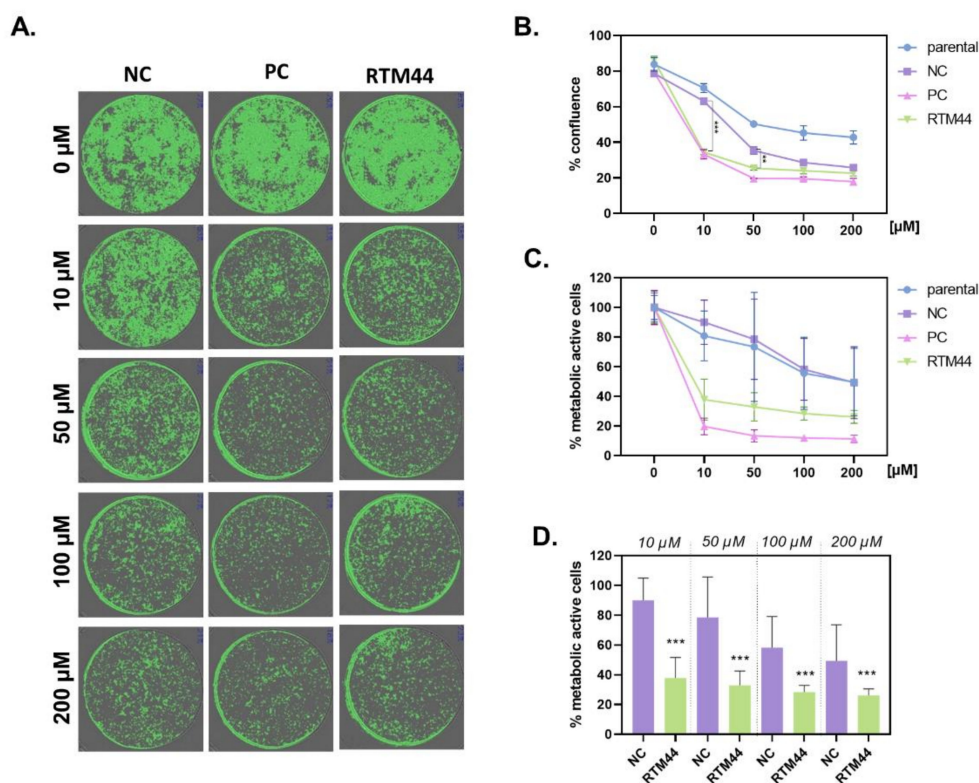 A.
NC PC RTM44
0 µM
10 µM
50 µM
100 µM
200 µM
B.
% confluence
100
80
60
40
20
0
***
**
0 10 50 100 200 [µM]
parental
NC
PC
RTM44
C.
% metabolic active cells
120
100
80
60
40
20
0
0 10 50 100 200 [µM]
parental
NC
PC
RTM44
D.
10 µM 50 µM 100 µM 200 µM
% metabolic active cells
120
100
80
60
40
20
0
*** *** *** ***
NC RTM44 NC RTM44 NC RTM44 NC RTM44